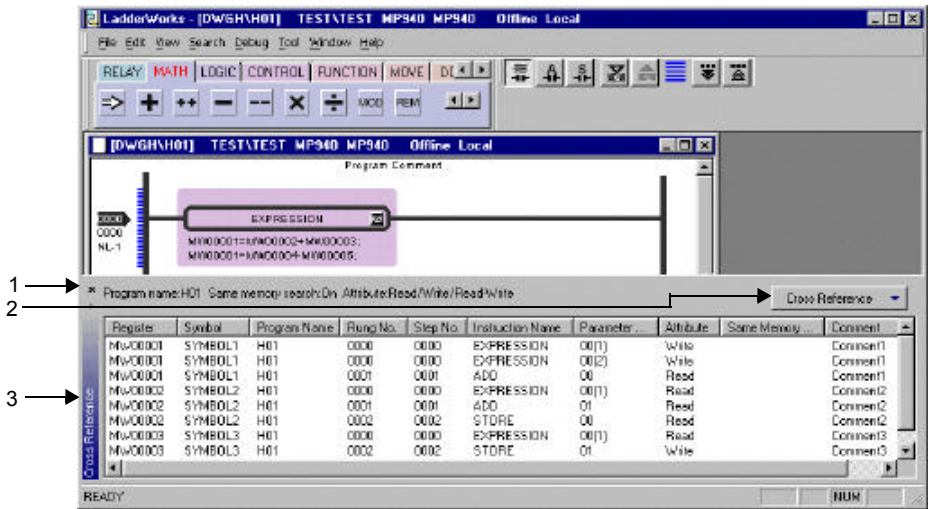 LadderWorks - [DWGH\H01] TEST\TEST MP940 MP940 Offline Local
File Edit View Search Debug Tool Window Help
RELAY MATH LOGIC CONTROL FUNCTION MOVE
MOD REM
[DWGH\H01] TEST\TEST MP940 MP940 Offline Local
Program Comment
0000
EXPRESSION
0000
NL-1
MW00001=MW00002+MW00003;
MW00001=MW00004-MW00005;
1
Program name:H01 Same memory search:On Attribute:Read/Write/Read-Write
2
Cross Reference
Register Symbol Program Name Rung No. Step No. Instruction Name Parameter... Attribute Same Memory ... Comment
MW00001 SYMBOL1 H01 0000 0000 EXPRESSION 00(1) Write Comment1
MW00001 SYMBOL1 H01 0000 0000 EXPRESSION 00(2) Write Comment1
MW00001 SYMBOL1 H01 0001 0001 ADD 00 Read Comment1
MW00002 SYMBOL2 H01 0000 0000 EXPRESSION 00(1) Read Comment2
MW00002 SYMBOL2 H01 0001 0001 ADD 01 Read Comment2
MW00002 SYMBOL2 H01 0002 0002 STORE 00 Read Comment2
MW00003 SYMBOL3 H01 0000 0000 EXPRESSION 00(1) Read Comment3
MW00003 SYMBOL3 H01 0002 0002 STORE 01 Write Comment3
3
Cross Reference
READY NUM